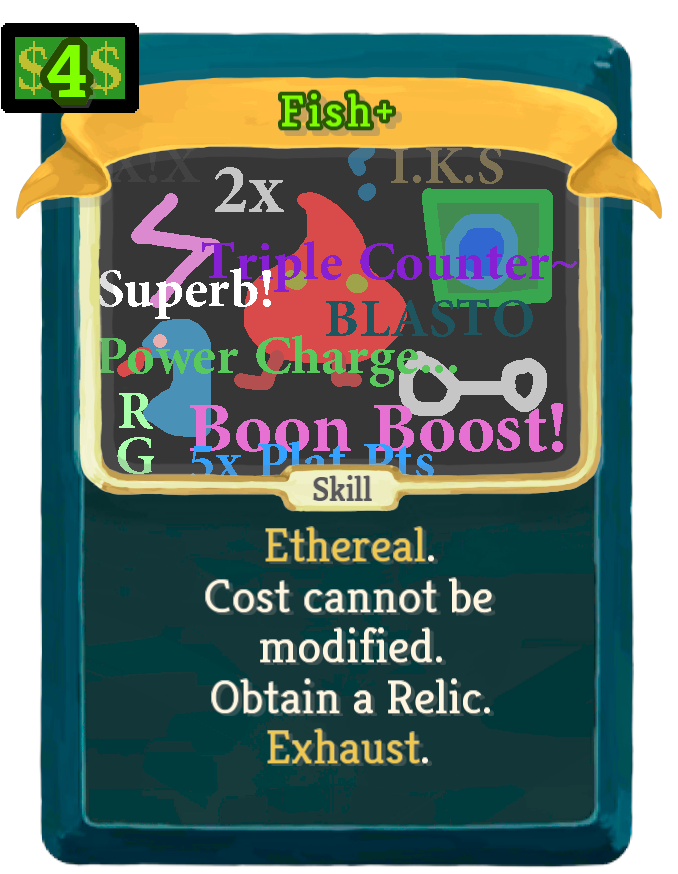 $4$
Fish+
X!X
I.K.S
2x
Triple Counter~
Superb!
BLASTO
Power Charge...
R
G
Boon Boost!
5x Plat Pts
Skill
Ethereal.
Cost cannot be
modified.
Obtain a Relic.
Exhaust.